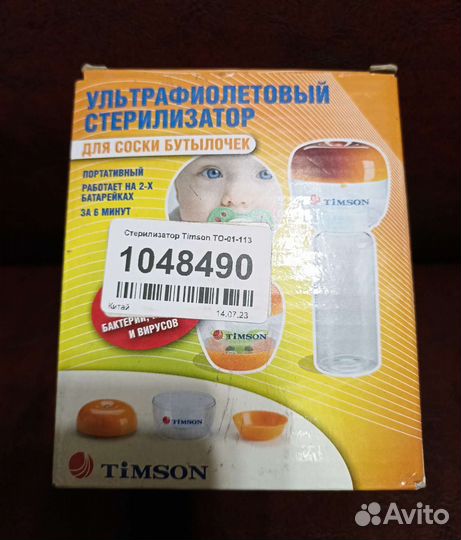 УЛЬТРАФИОЛЕТОВЫЙ
СТЕРИЛИЗАТОР
ДЛЯ СОСКИ БУТЫЛОЧЕК
ПОРТАТИВНЫЙ
РАБОТАЕТ НА 2-Х
БАТАРЕЙКАХ
ЗА 6 МИНУТ
TiMSON
Стерилизатор Timson TO-01-113
1048490
Китай
14.07.23
БАКТЕРИЙ,
И ВИРУСОВ
TiMSON
TiMSON
TiMSON
Avito